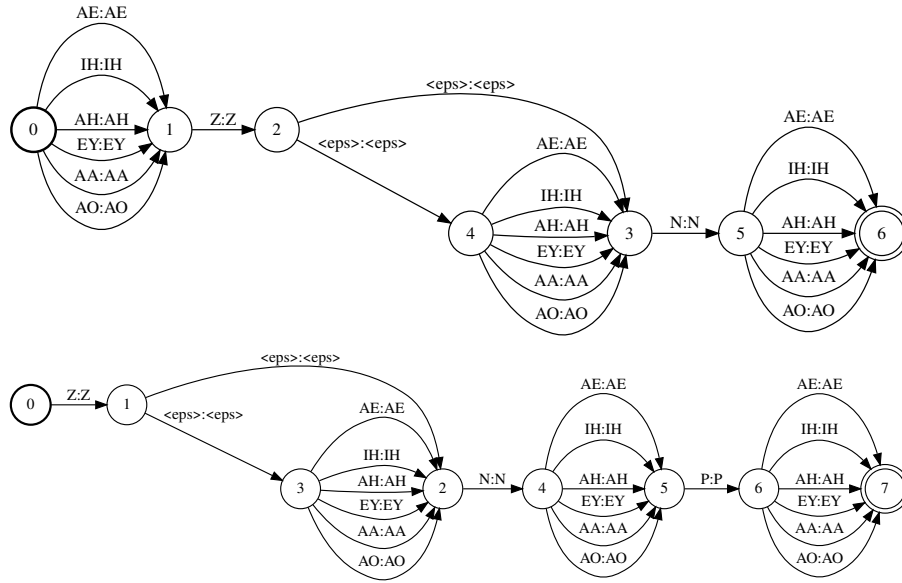 AE:AE
IH:IH
AH:AH
EY:EY
AA:AA
AO:AO
0
1
Z:Z
2
<eps>:<eps>
<eps>:<eps>
4
AE:AE
IH:IH
AH:AH
EY:EY
AA:AA
AO:AO
3
N:N
5
AE:AE
IH:IH
AH:AH
EY:EY
AA:AA
AO:AO
6
0
Z:Z
1
<eps>:<eps>
<eps>:<eps>
3
AE:AE
IH:IH
AH:AH
EY:EY
AA:AA
AO:AO
2
N:N
4
AE:AE
IH:IH
AH:AH
EY:EY
AA:AA
AO:AO
5
P:P
6
AE:AE
IH:IH
AH:AH
EY:EY
AA:AA
AO:AO
7